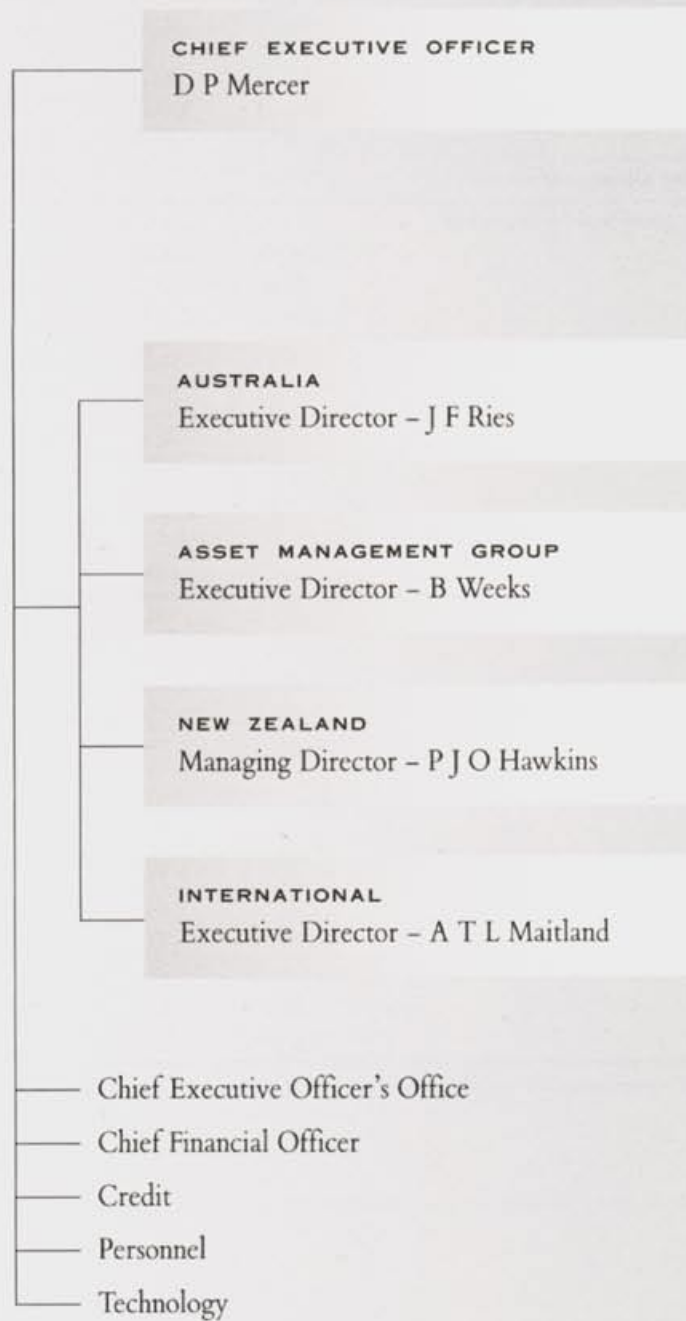 CHIEF EXECUTIVE OFFICER
D P Mercer
AUSTRALIA
Executive Director – J F Ries
ASSET MANAGEMENT GROUP
Executive Director – B Weeks
NEW ZEALAND
Managing Director – P J O Hawkins
INTERNATIONAL
Executive Director – A T L Maitland
Chief Executive Officer's Office
Chief Financial Officer
Credit
Personnel
Technology